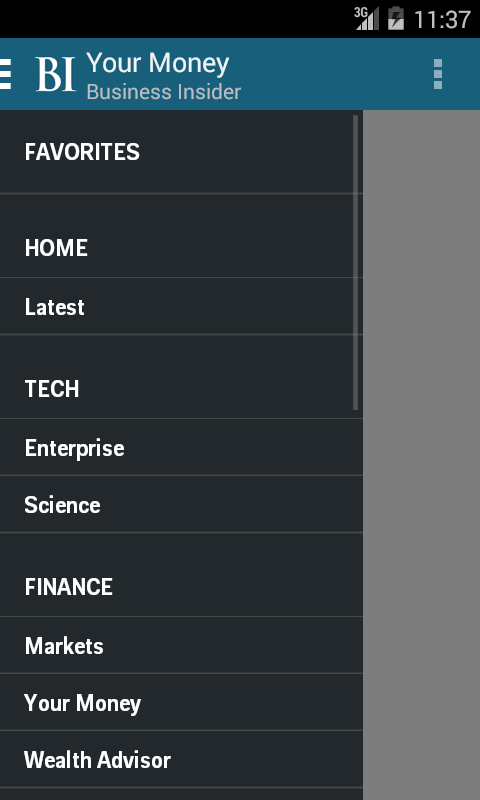 3G 11:37
BI Your Money
Business Insider
FAVORITES
HOME
Latest
TECH
Enterprise
Science
FINANCE
Markets
Your Money
Wealth Advisor